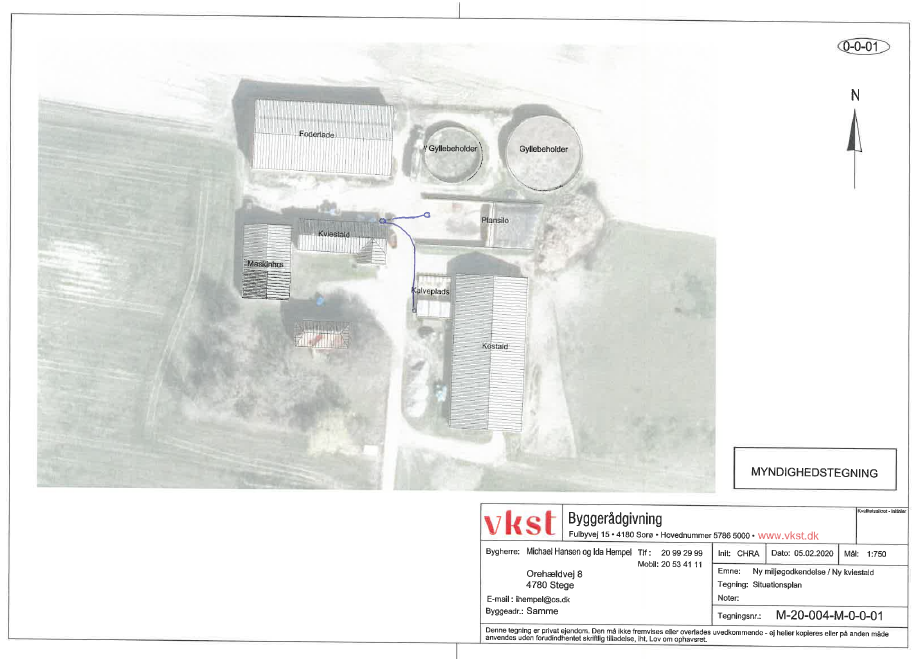 0-0-01
N
Foderlade
Gyllebeholder
Gyllebeholder
Plansilo
Kviestald
Maskinhus
Kalveplads
Kostald
MYNDIGHEDSTEGNING
vkst
Byggerådgivning
Fulbyvej 15 • 4180 Sorø • Hovednummer 5786 5000 • www.vkst.dk
Kvalitetssikret - initialer
Bygherre: Michael Hansen og Ida Hempel Tlf : 20 99 29 99
Mobil: 20 53 41 11
Orehældvej 8
4780 Stege
E-mail : ihempel@os.dk
Byggeadr.: Samme
Init: CHRA Dato: 05.02.2020 Mål: 1:750
Emne: Ny miljøgodkendelse / Ny kviestald
Tegning: Situationsplan
Noter:
Tegningsnr.: M-20-004-M-0-0-01
Denne tegning er privat ejendom. Den må ikke fremvises eller overlades uvedkommende - ej heller kopieres eller på anden måde
anvendes uden forudindhentet skriftlig tilladelse, iht. Lov om ophavsret.